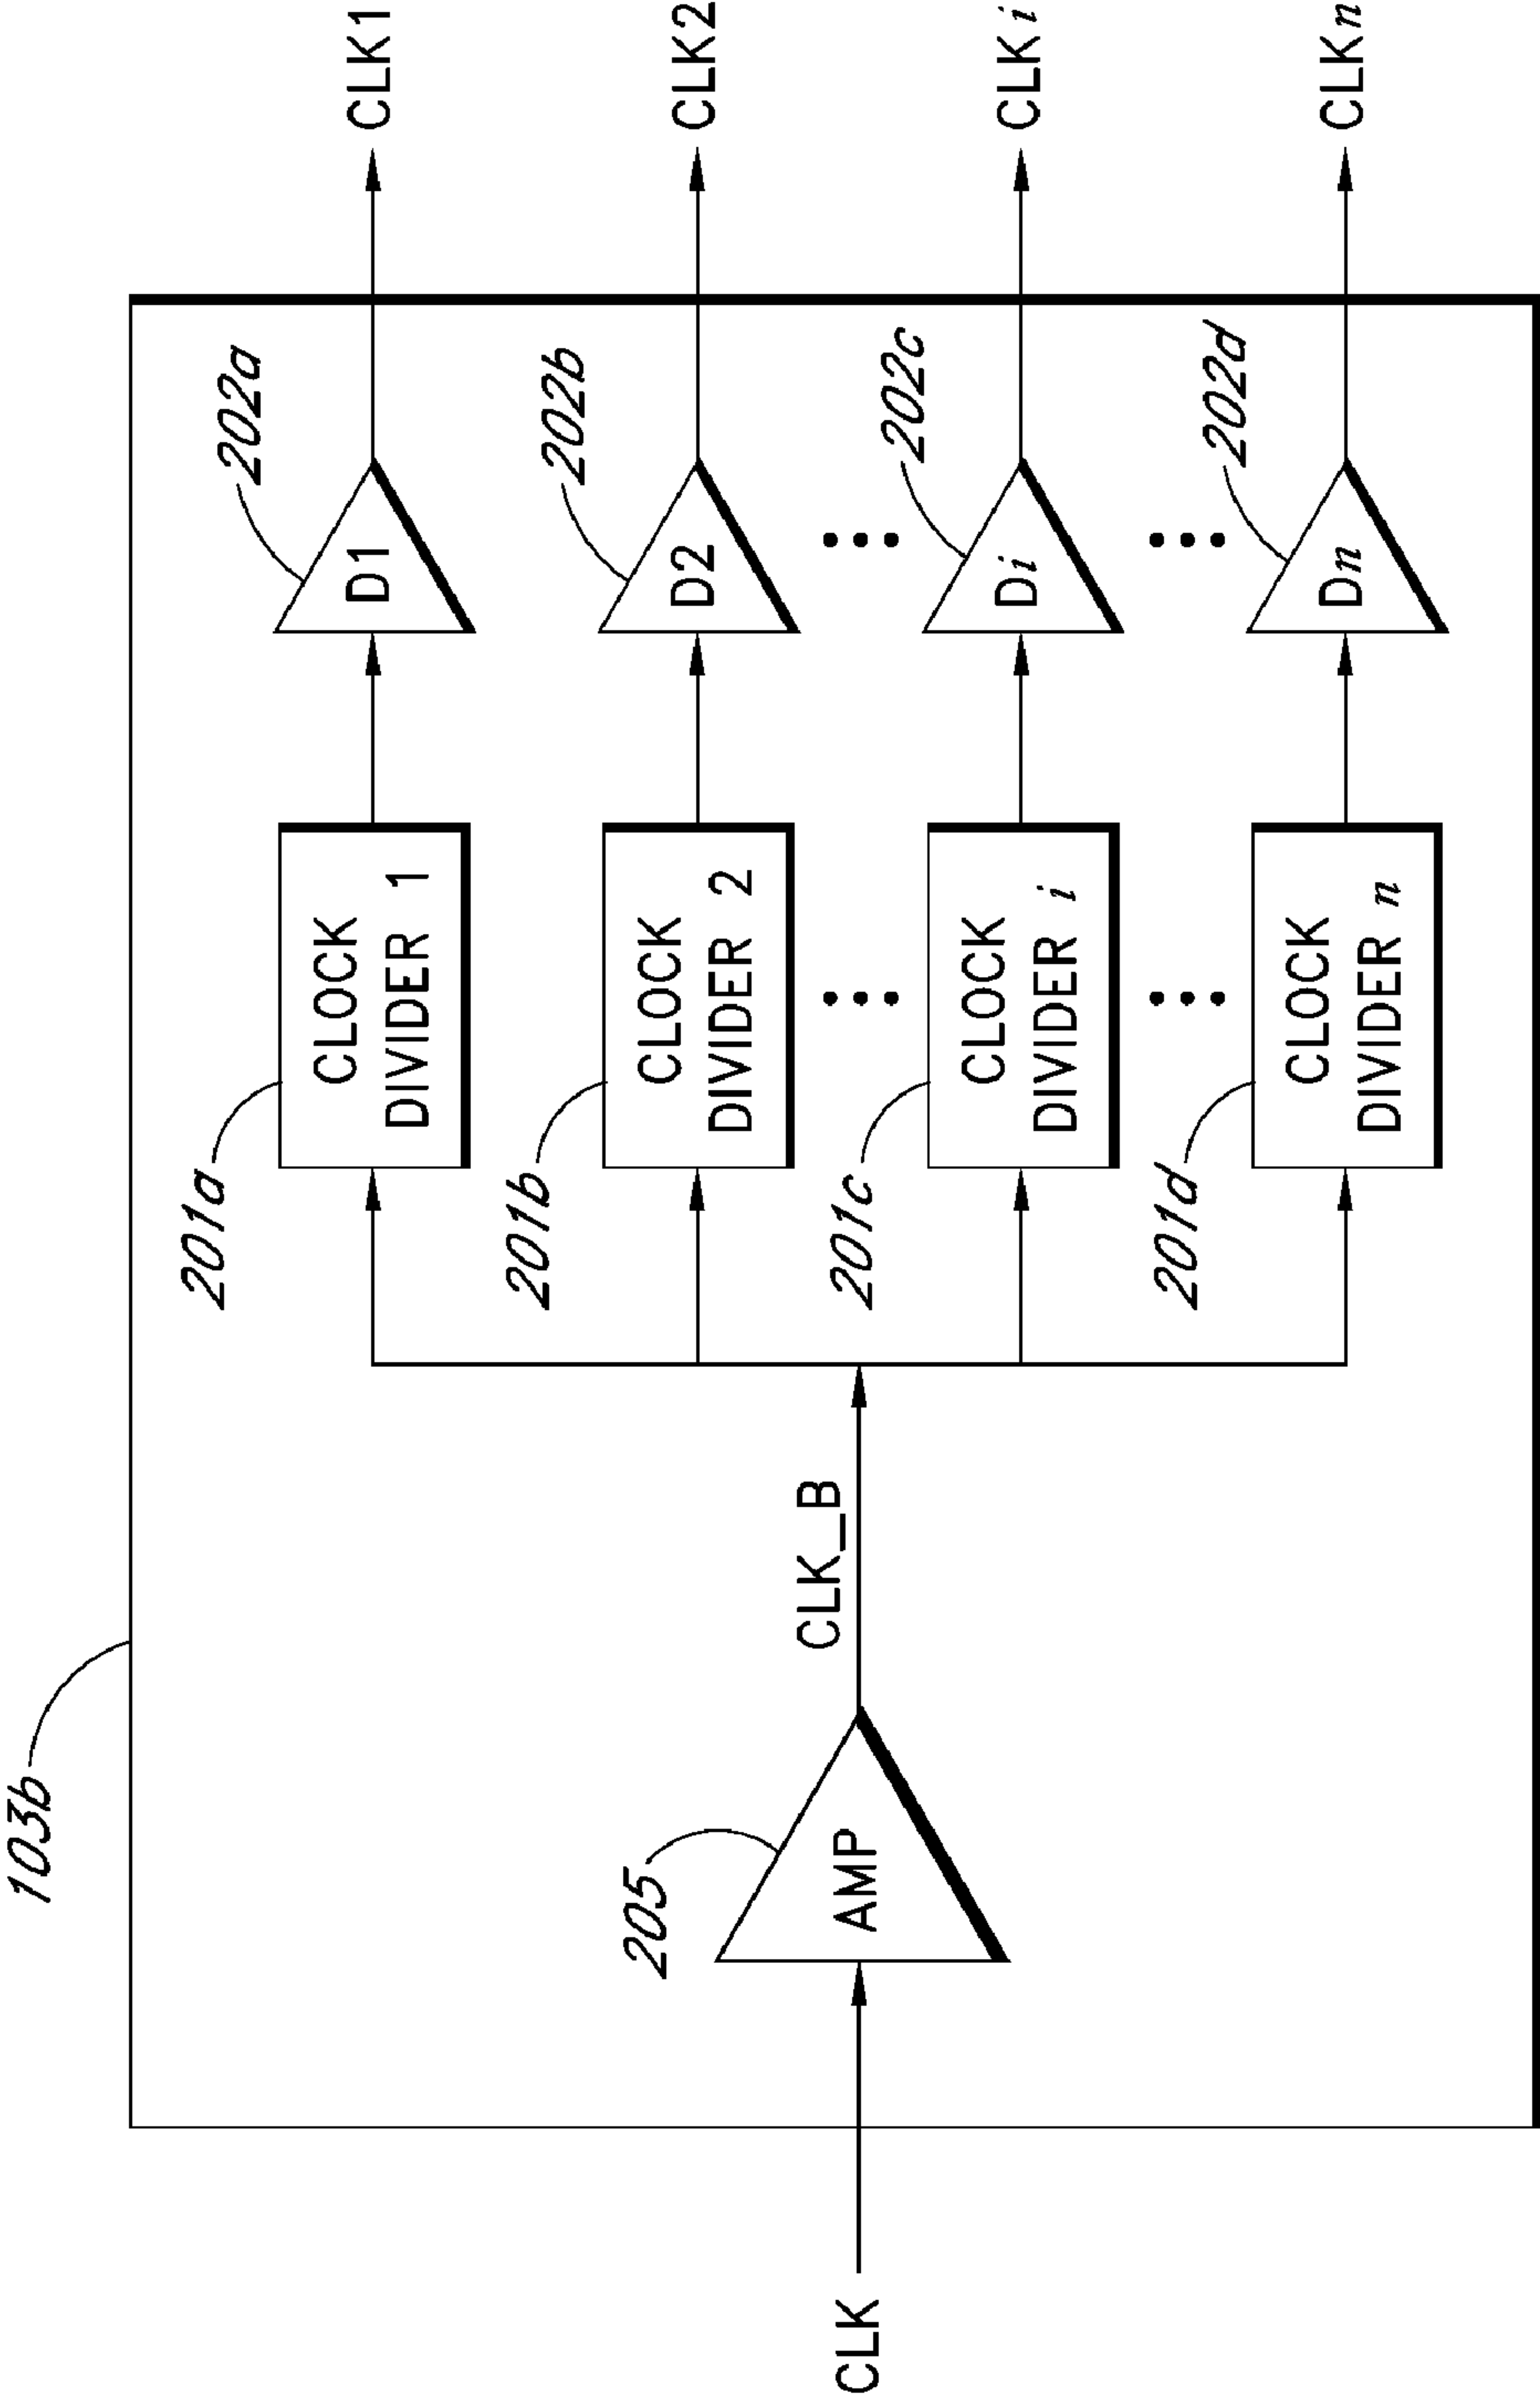 103b
CLK
205
AMP
CLK_B
201a
CLOCK
DIVIDER 1
202a
D1
CLK1
201b
CLOCK
DIVIDER 2
202b
D2
CLK2
201c
CLOCK
DIVIDER i
202c
Di
CLKi
201d
CLOCK
DIVIDER n
202d
Dn
CLKn